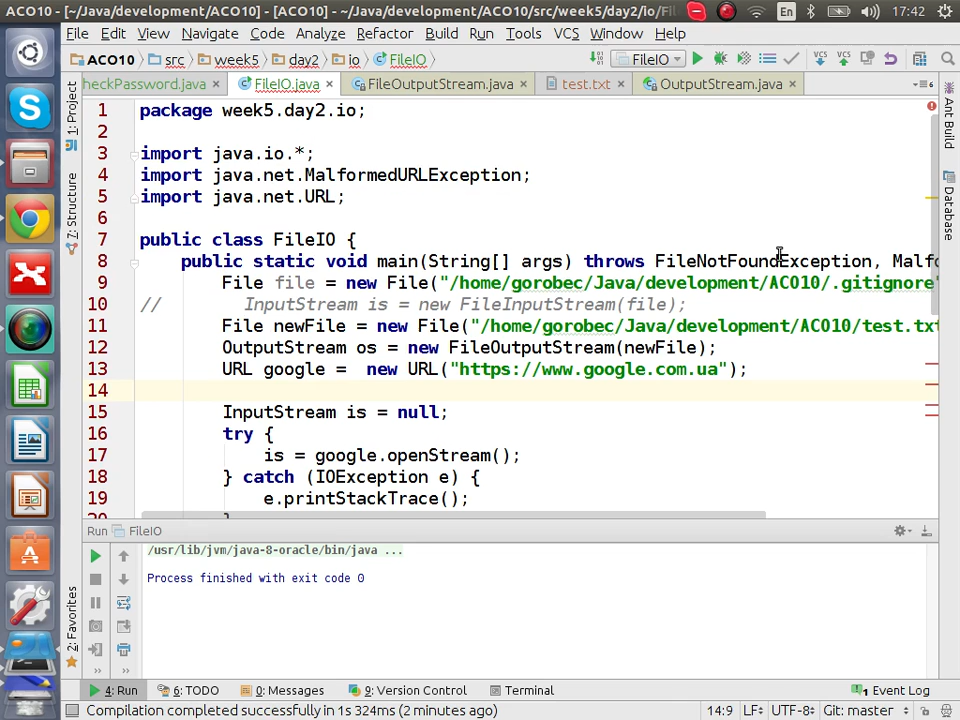 ACO10 - [~/Java/development/ACO10] - [ACO10] - ~/Java/development/ACO10/src/week5/day2/io/Fil
En
17:42
File Edit View Navigate Code Analyze Refactor Build Run Tools VCS Window Help
ACO10 src week5 day2 io FileIO
FileIO
VCS VCS
heckPassword.java FileIO.java FileOutputStream.java test.txt OutputStream.java
6
1: Project
7: Structure
2: Favorites
Ant Build
Database
1 package week5.day2.io;
2
3 import java.io.*;
4 import java.net.MalformedURLException;
5 import java.net.URL;
6
7 public class FileIO {
8 public static void main(String[] args) throws FileNotFoundException, Malfo
9 File file = new File("/home/gorobec/Java/development/ACO10/.gitignore"
10 // InputStream is = new FileInputStream(file);
11 File newFile = new File("/home/gorobec/Java/development/ACO10/test.txt
12 OutputStream os = new FileOutputStream(newFile);
13 URL google = new URL("https://www.google.com.ua");
14
15 InputStream is = null;
16 try {
17 is = google.openStream();
18 } catch (IOException e) {
19 e.printStackTrace();
20 }
Run FileIO
/usr/lib/jvm/java-8-oracle/bin/java ...
Process finished with exit code 0
4: Run 6: TODO 0: Messages 9: Version Control Terminal 1 Event Log
Compilation completed successfully in 1s 324ms (2 minutes ago) 14:9 LF UTF-8 Git: master